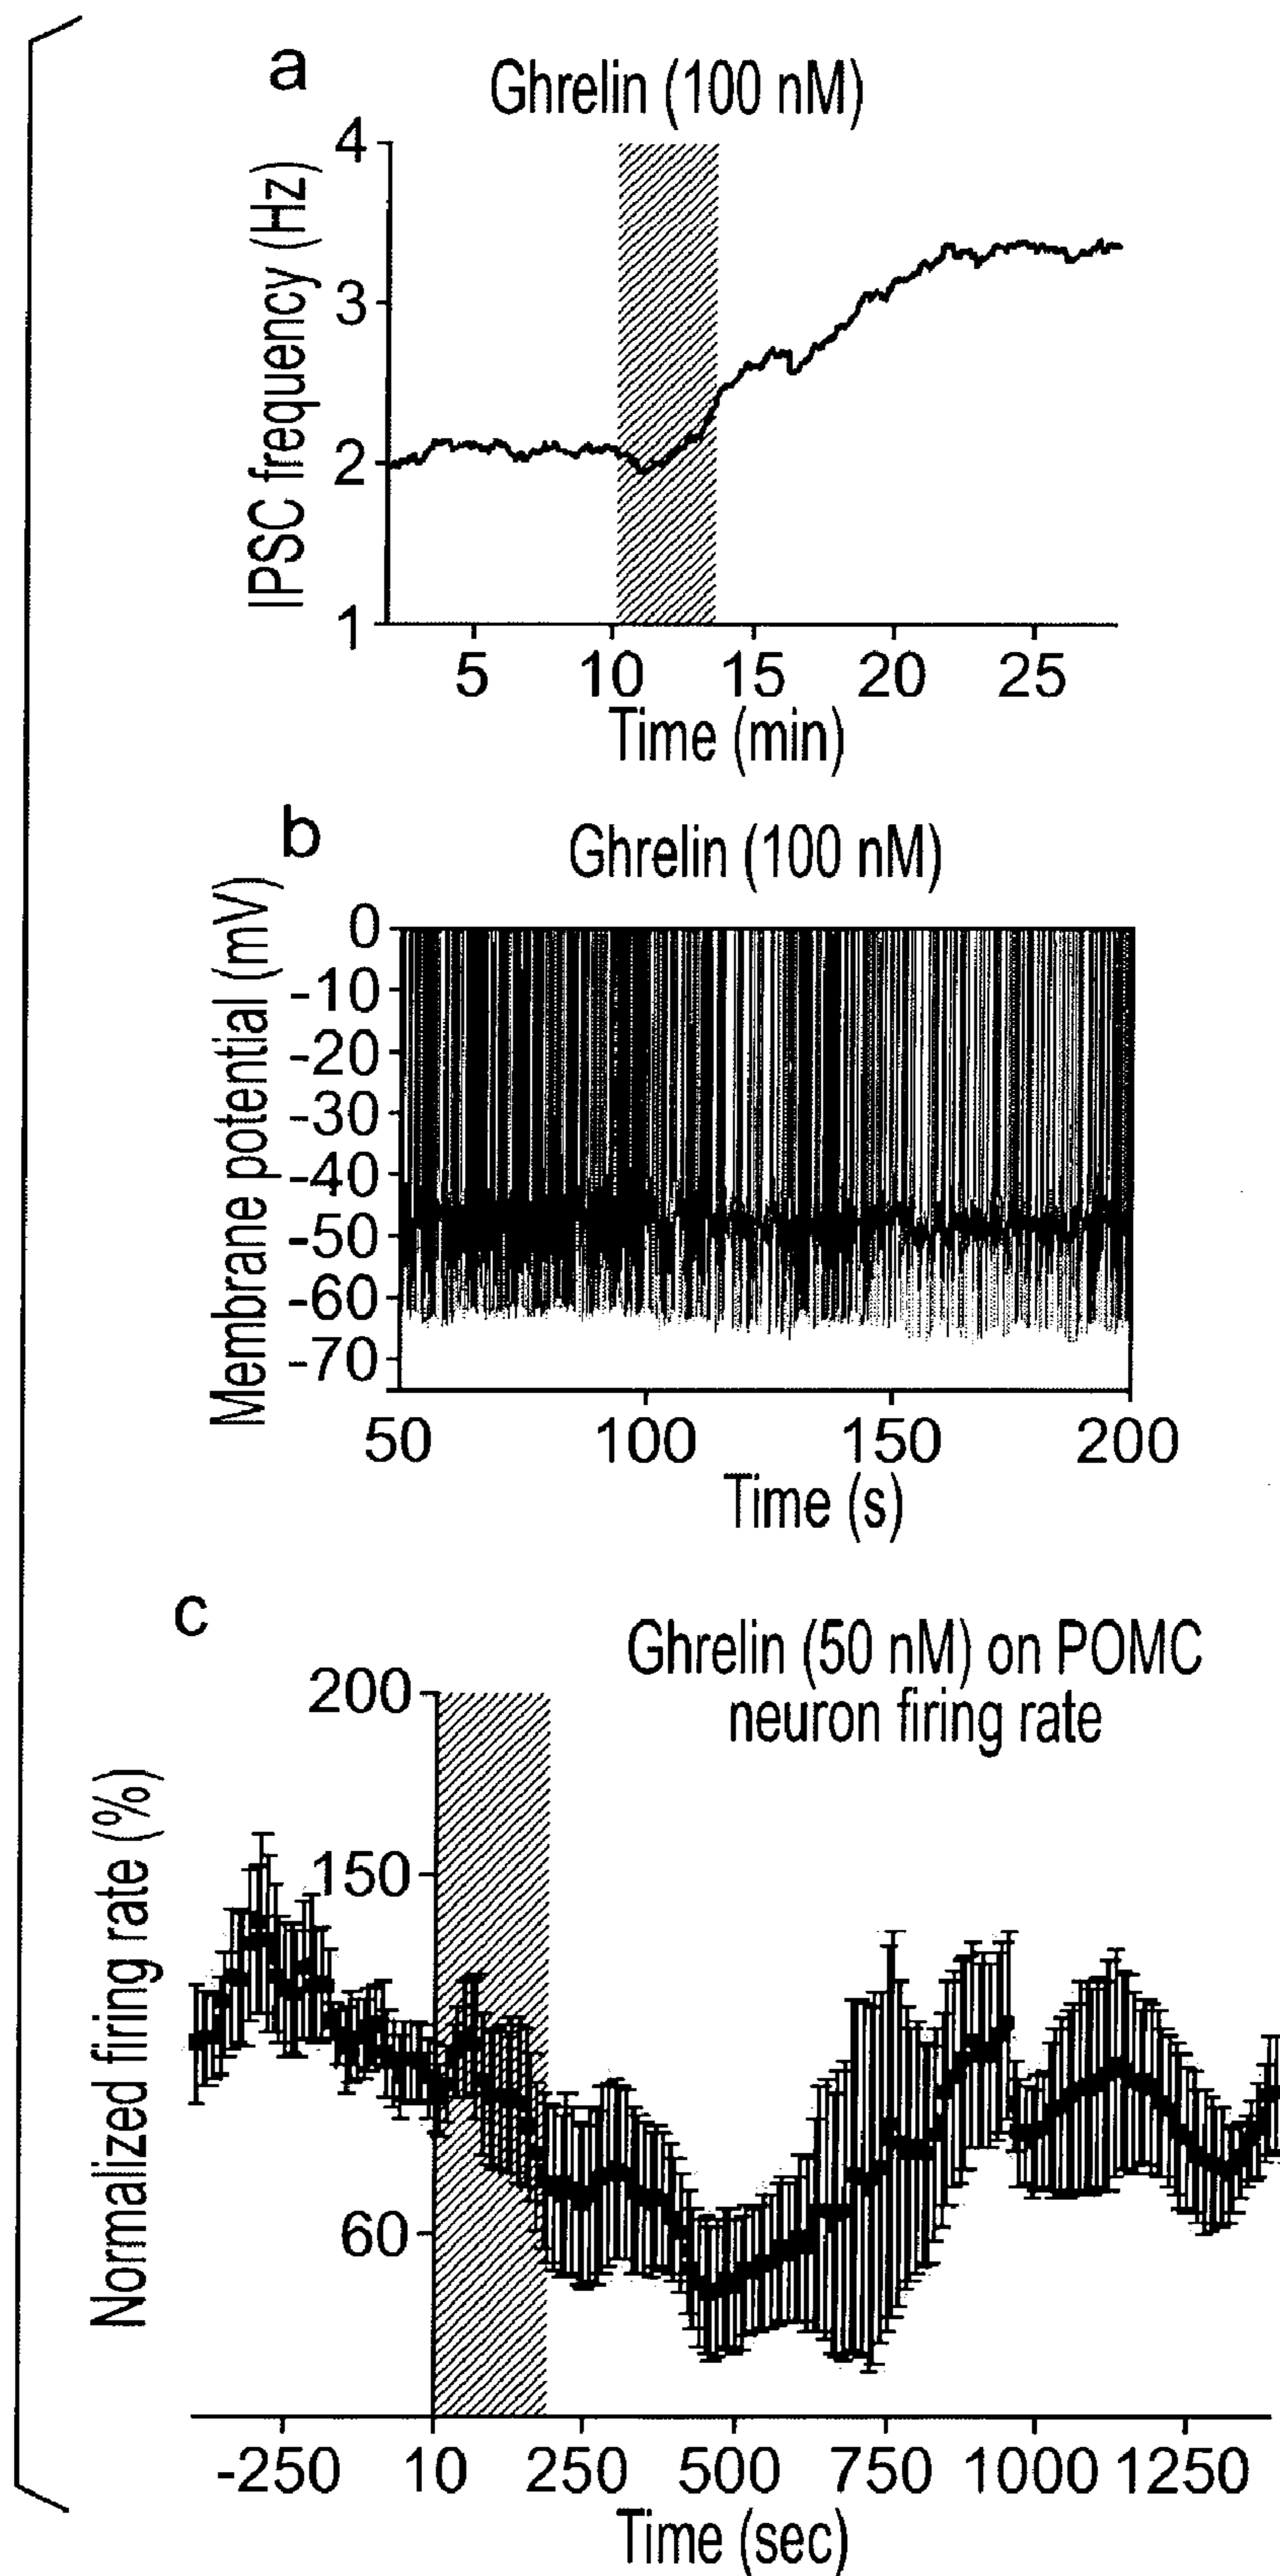 a
Ghrelin (100 nM)
IPSC frequency (Hz)
4
3
2
1
5 10 15 20 25
Time (min)
b
Ghrelin (100 nM)
Membrane potential (mV)
0
-10
-20
-30
-40
-50
-60
-70
50 100 150 200
Time (s)
c
Ghrelin (50 nM) on POMC
neuron firing rate
Normalized firing rate (%)
200
150
60
-250 10 250 500 750 1000 1250
Time (sec)